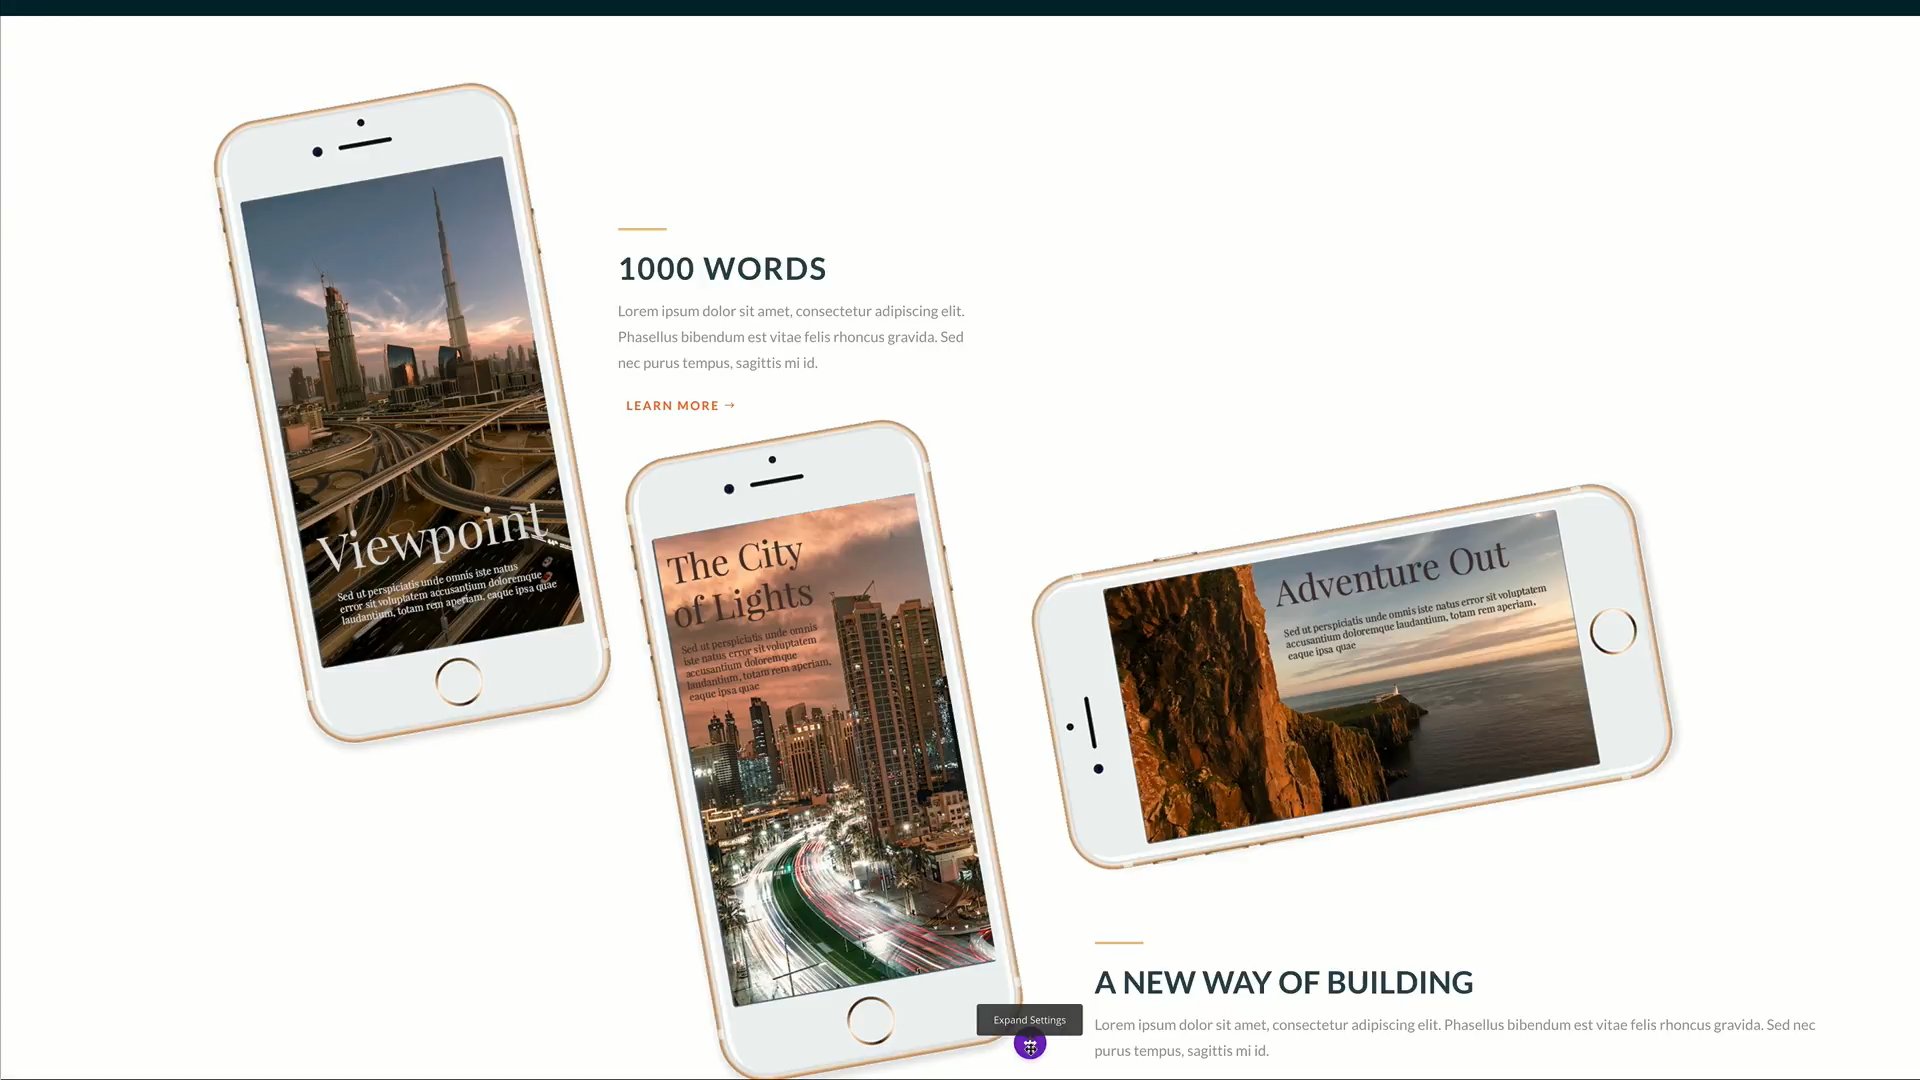 1000 WORDS
Lorem ipsum dolor sit amet, consectetur adipiscing elit.
Phasellus bibendum est vitae felis rhoncus gravida. Sed
nec purus tempus, sagittis mi id.
LEARN MORE →
Viewpoint
Sed ut perspiciatis unde omnis iste natus
error sit voluptatem accusantium doloremque
laudantium, totam rem aperiam, eaque ipsa quae
The City
of Lights
Sed ut perspiciatis unde omnis
iste natus error sit voluptatem
accusantium doloremque
laudantium, totam rem aperiam,
eaque ipsa quae
Adventure Out
Sed ut perspiciatis unde omnis iste natus error sit voluptatem
accusantium doloremque laudantium, totam rem aperiam,
eaque ipsa quae
A NEW WAY OF BUILDING
Lorem ipsum dolor sit amet, consectetur adipiscing elit. Phasellus bibendum est vitae felis rhoncus gravida. Sed nec
purus tempus, sagittis mi id.
Expand Settings